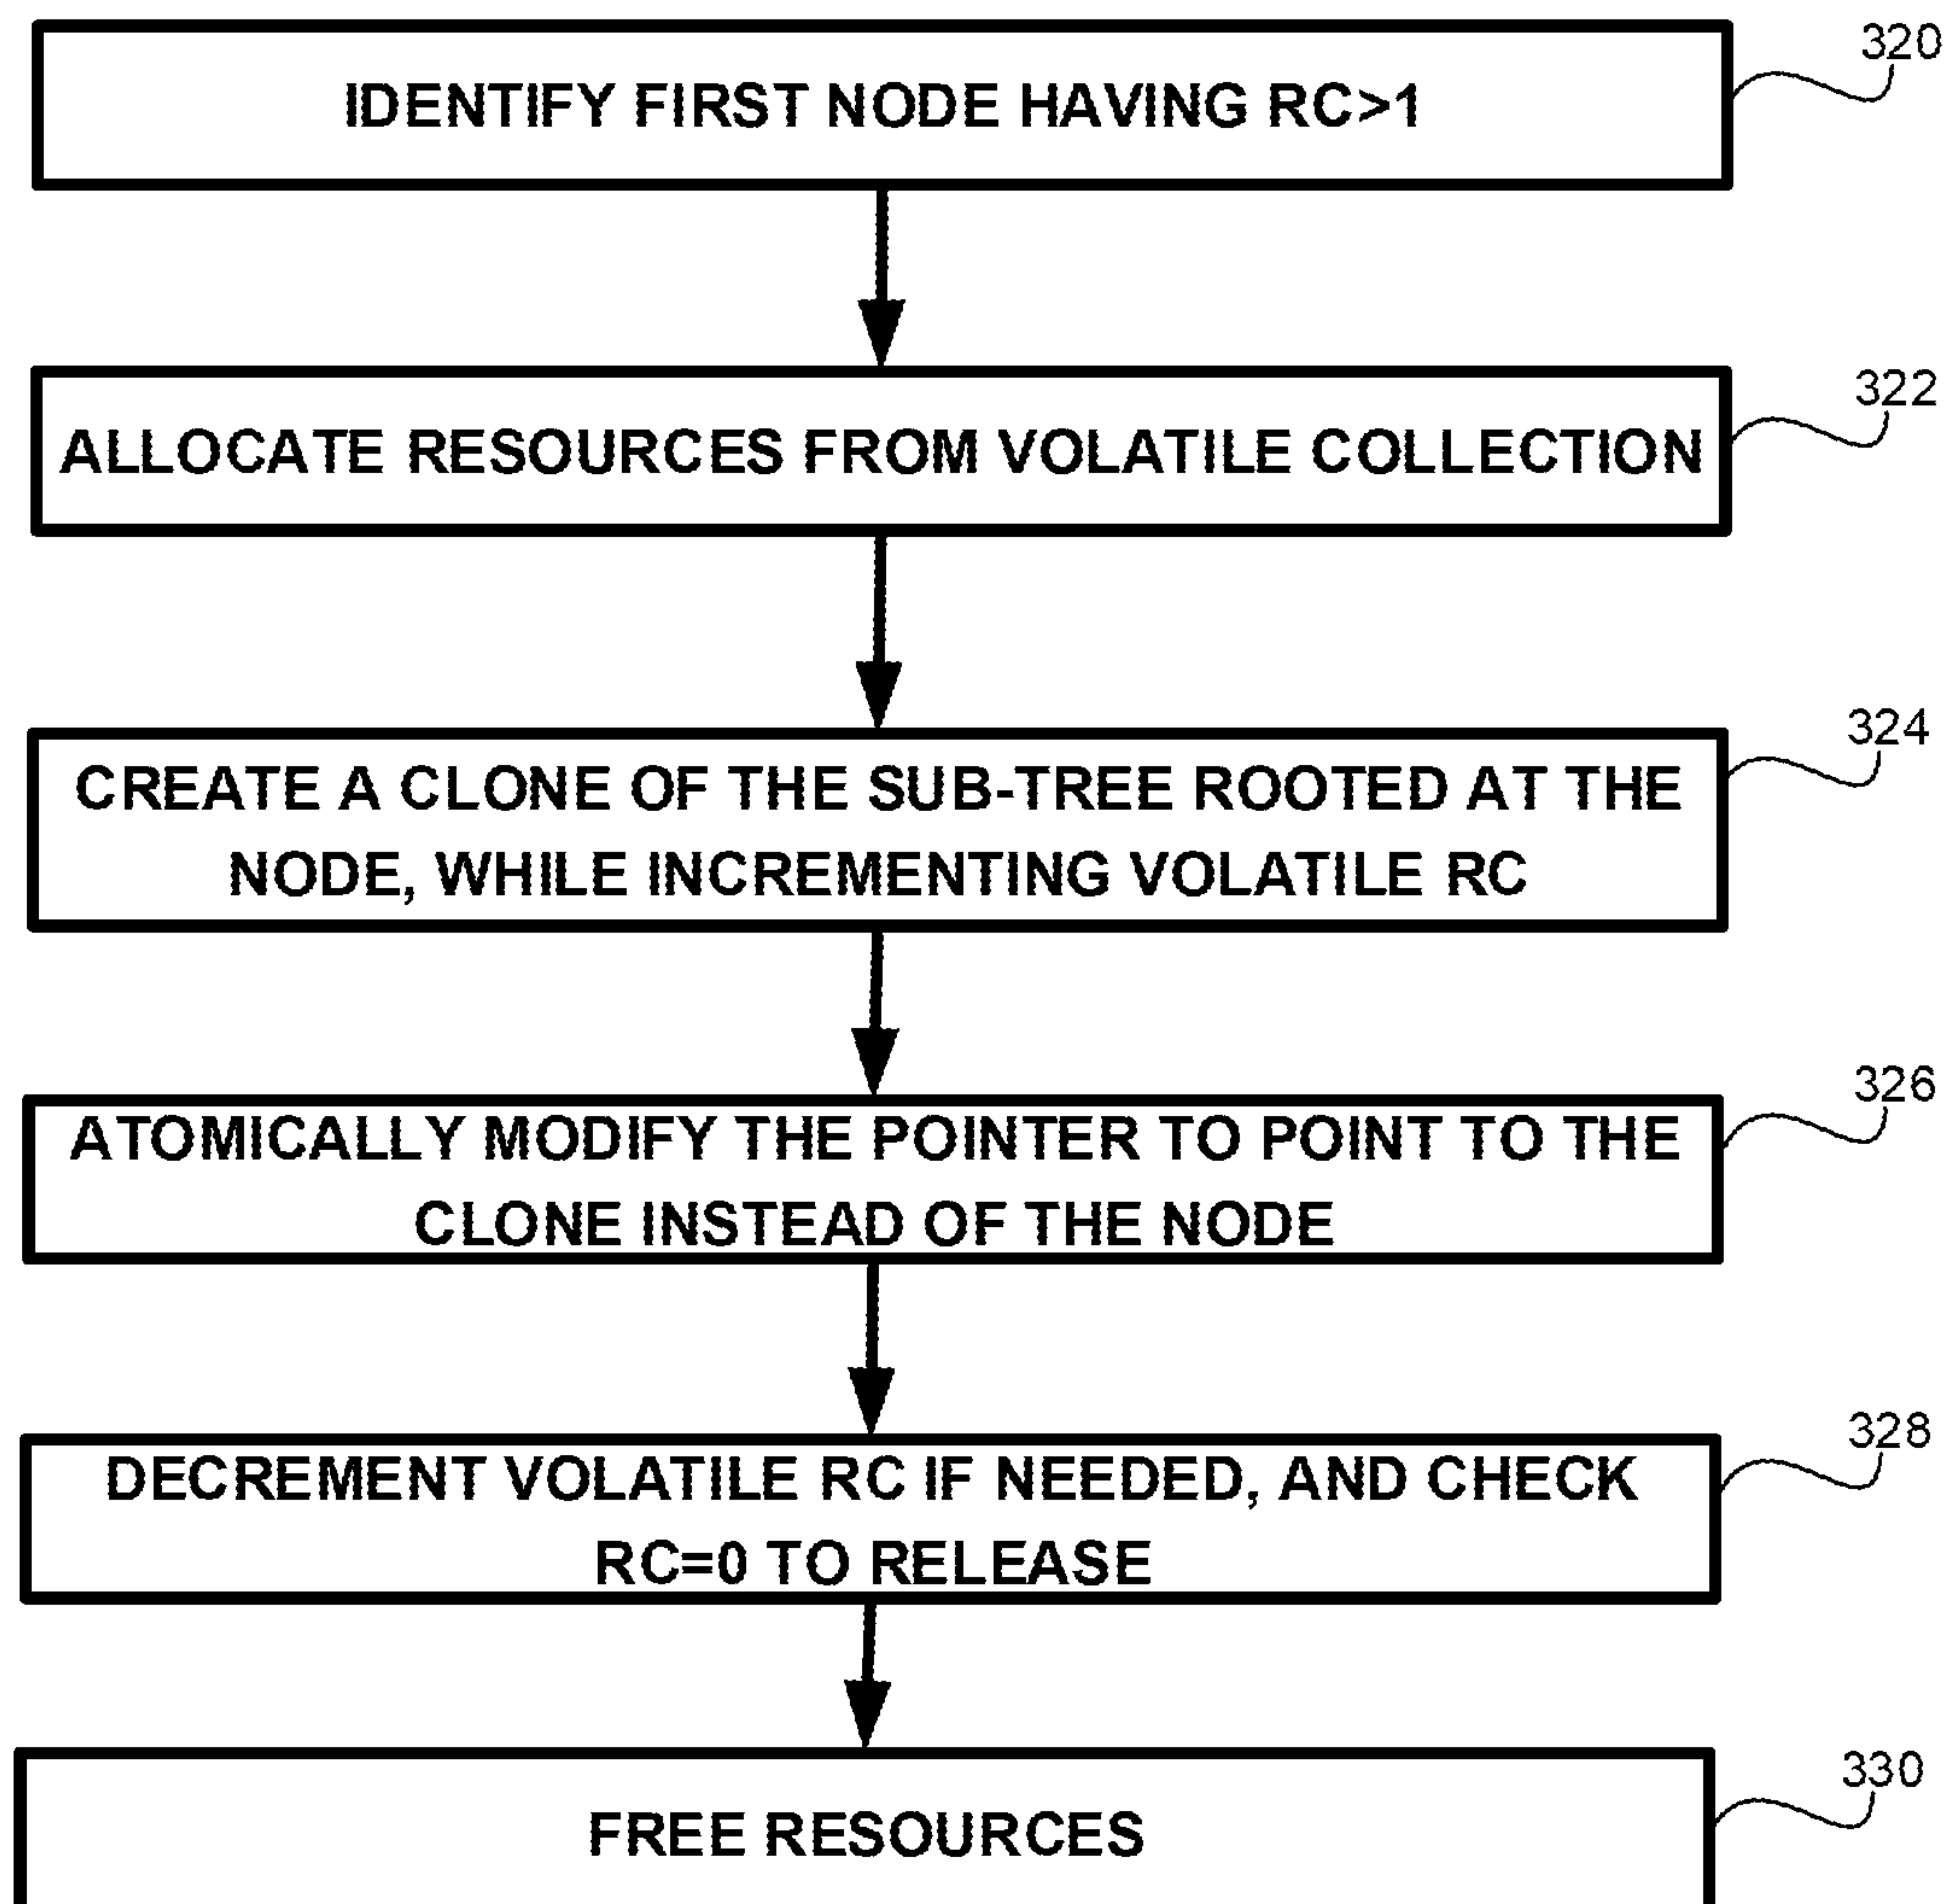 320
IDENTIFY FIRST NODE HAVING RC>1
322
ALLOCATE RESOURCES FROM VOLATILE COLLECTION
324
CREATE A CLONE OF THE SUB-TREE ROOTED AT THE
NODE, WHILE INCREMENTING VOLATILE RC
326
ATOMICALLY MODIFY THE POINTER TO POINT TO THE
CLONE INSTEAD OF THE NODE
328
DECREMENT VOLATILE RC IF NEEDED, AND CHECK
RC=0 TO RELEASE
330
FREE RESOURCES